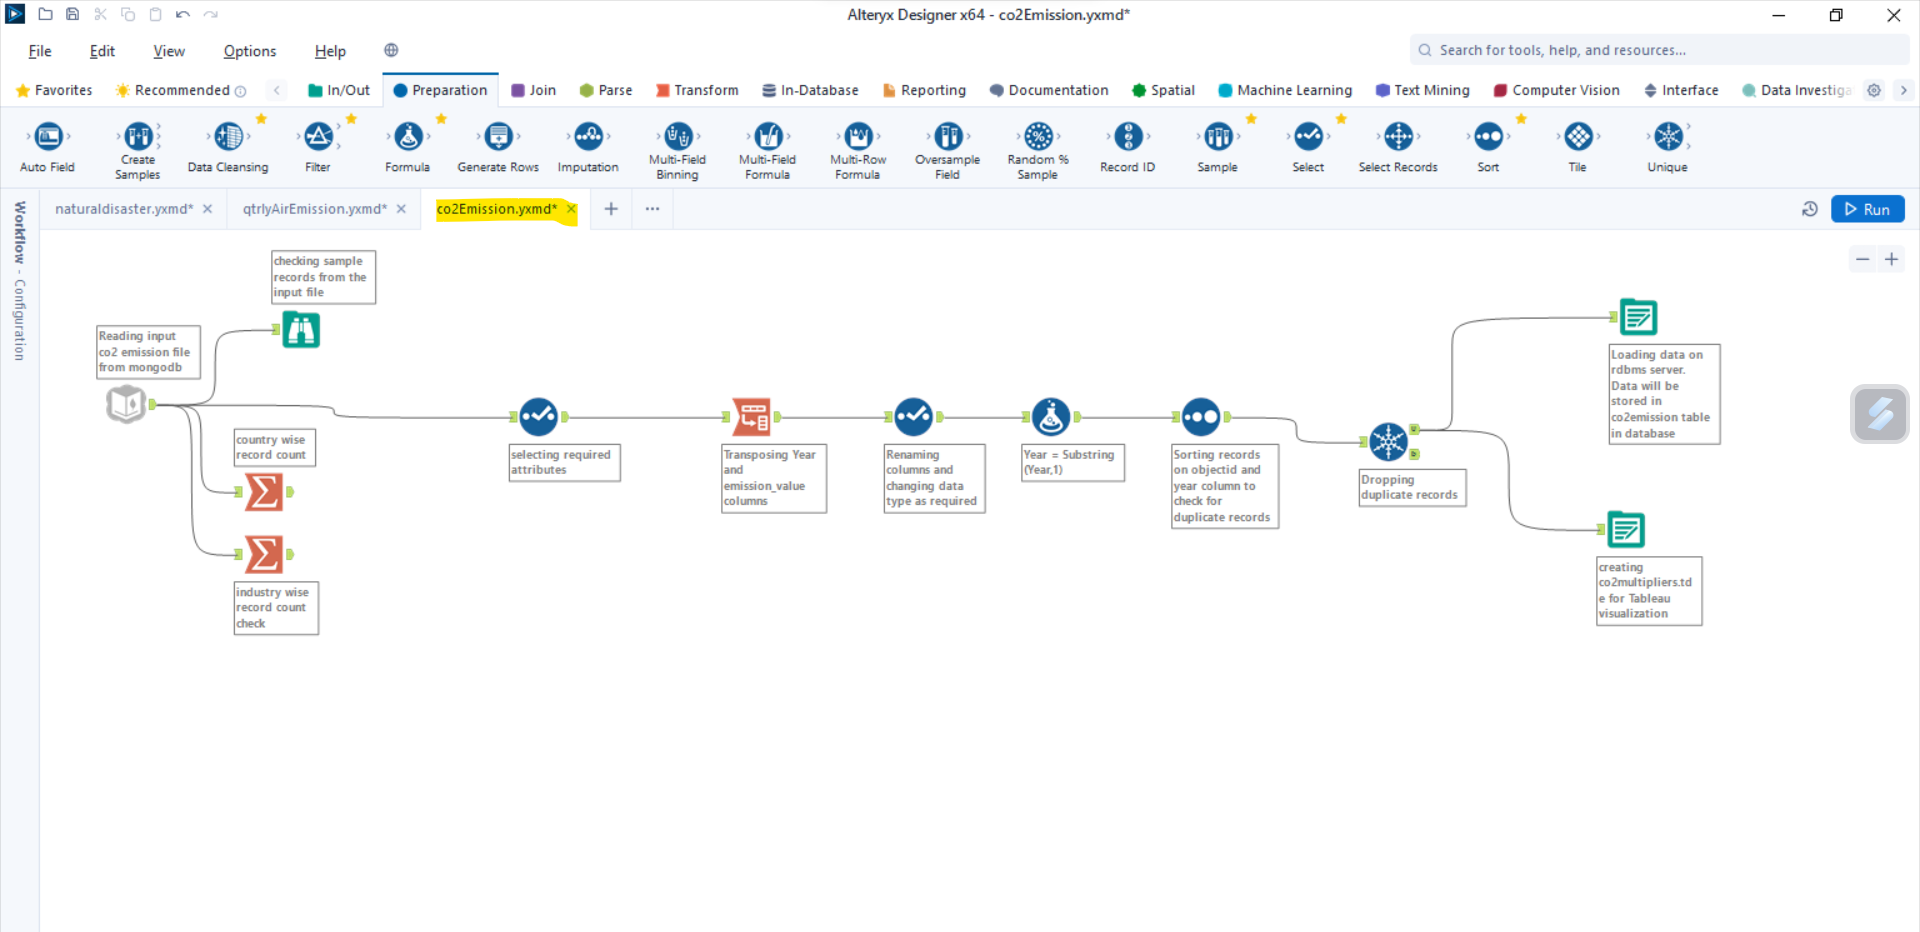 Alteryx Designer x64 - co2Emission.yxmd*
File Edit View Options Help
Search for tools, help, and resources...
Favorites Recommended In/Out Preparation Join Parse Transform In-Database Reporting Documentation Spatial Machine Learning Text Mining Computer Vision Interface Data Investiga
Auto Field
Create
Samples
Data Cleansing
Filter
Formula
Generate Rows
Imputation
Multi-Field
Binning
Multi-Field
Formula
Multi-Row
Formula
Oversample
Field
Random %
Sample
Record ID
Sample
Select
Select Records
Sort
Tile
Unique
naturaldisaster.yxmd*
qtrlyAirEmission.yxmd*
co2Emission.yxmd*
Run
Workflow - Configuration
checking sample
records from the
input file
Reading input
co2 emission file
from mongodb
country wise
record count
industry wise
record count
check
selecting required
attributes
Transposing Year
and
emission_value
columns
Renaming
columns and
changing data
type as required
Year = Substring
(Year,1)
Sorting records
on objectid and
year column to
check for
duplicate records
U
D
Dropping
duplicate records
Loading data on
rdbms server.
Data will be
stored in
co2emission table
in database
creating
co2multipliers.td
e for Tableau
visualization